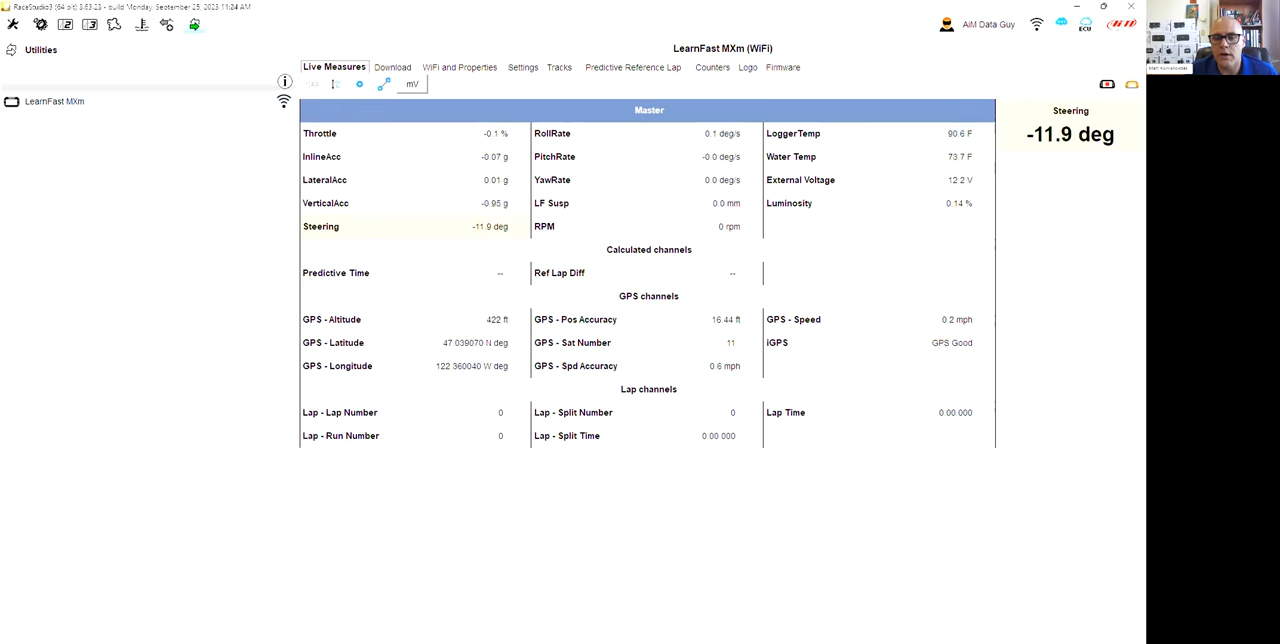 RaceStudio3 (64 bit) 3.63.23 - build Monday, September 25, 2023 11:24 AM
AiM Data Guy
ECU
AiM
Utilities
LearnFast MXm (WiFi)
Live Measures Download WiFi and Properties Settings Tracks Predictive Reference Lap Counters Logo Firmware
mV
LearnFast MXm
Master
Steering
-11.9 deg
Throttle -0.1 % RollRate 0.1 deg/s LoggerTemp 90.6 F
InlineAcc -0.07 g PitchRate -0.0 deg/s Water Temp 73.7 F
LateralAcc 0.01 g YawRate 0.0 deg/s External Voltage 12.2 V
VerticalAcc -0.95 g LF Susp 0.0 mm Luminosity 0.14 %
Steering -11.9 deg RPM 0 rpm
Calculated channels
Predictive Time -- Ref Lap Diff --
GPS channels
GPS - Altitude 422 ft GPS - Pos Accuracy 16.44 ft GPS - Speed 0.2 mph
GPS - Latitude 47.039070 N deg GPS - Sat Number 11 iGPS GPS Good
GPS - Longitude 122.360040 W deg GPS - Spd Accuracy 0.6 mph
Lap channels
Lap - Lap Number 0 Lap - Split Number 0 Lap Time 0:00.000
Lap - Run Number 0 Lap - Split Time 0:00.000